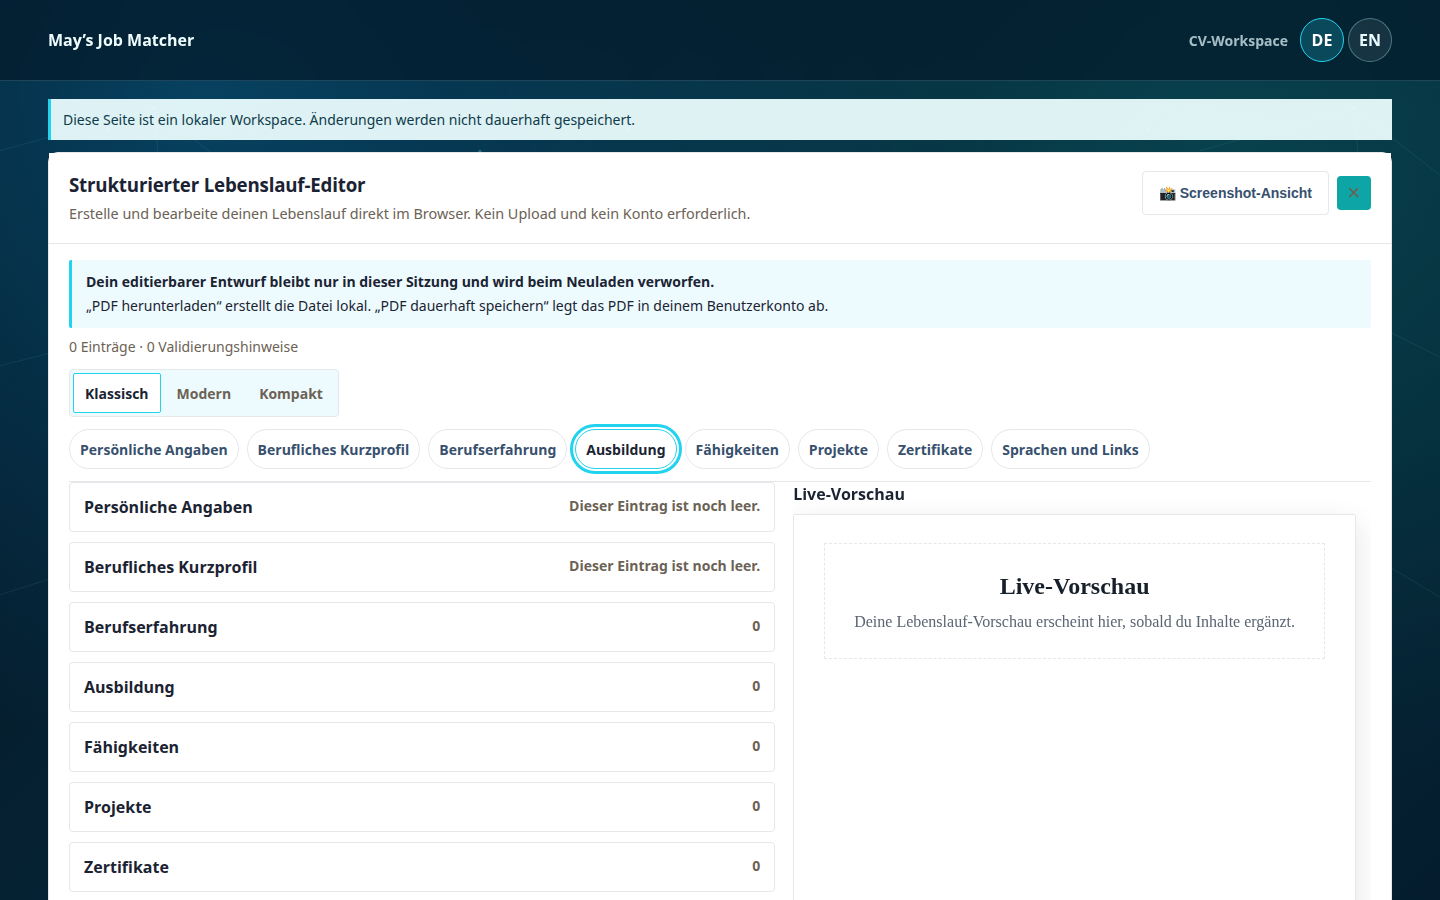 May’s Job Matcher
CV-Workspace
DE
EN
Diese Seite ist ein lokaler Workspace. Änderungen werden nicht dauerhaft gespeichert.
Strukturierter Lebenslauf-Editor
Erstelle und bearbeite deinen Lebenslauf direkt im Browser. Kein Upload und kein Konto erforderlich.
📸 Screenshot-Ansicht
✕
Dein editierbarer Entwurf bleibt nur in dieser Sitzung und wird beim Neuladen verworfen.
„PDF herunterladen“ erstellt die Datei lokal. „PDF dauerhaft speichern“ legt das PDF in deinem Benutzerkonto ab.
0 Einträge · 0 Validierungshinweise
Klassisch
Modern
Kompakt
Persönliche Angaben
Berufliches Kurzprofil
Berufserfahrung
Ausbildung
Fähigkeiten
Projekte
Zertifikate
Sprachen und Links
Persönliche Angaben
Dieser Eintrag ist noch leer.
Berufliches Kurzprofil
Dieser Eintrag ist noch leer.
Berufserfahrung
0
Ausbildung
0
Fähigkeiten
0
Projekte
0
Zertifikate
0
Live-Vorschau
Live-Vorschau
Deine Lebenslauf-Vorschau erscheint hier, sobald du Inhalte ergänzt.